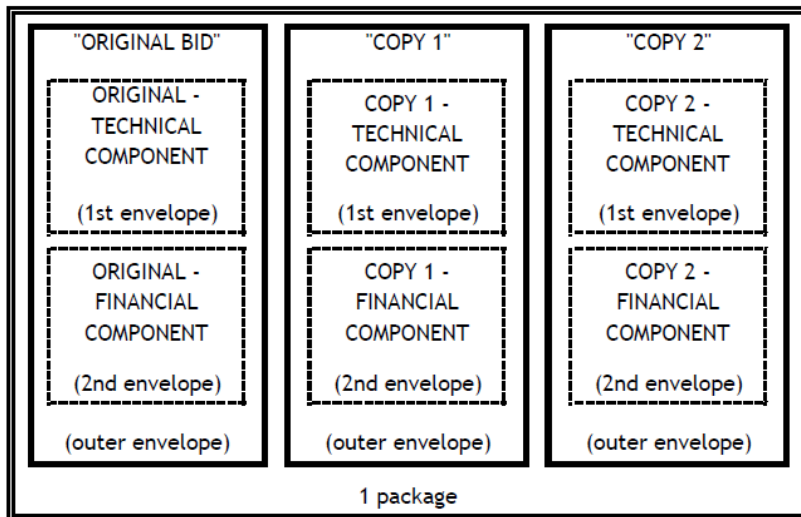 "ORIGINAL BID"
ORIGINAL -
TECHNICAL
COMPONENT
(1st envelope)
ORIGINAL -
FINANCIAL
COMPONENT
(2nd envelope)
(outer envelope)
"COPY 1"
COPY 1 -
TECHNICAL
COMPONENT
(1st envelope)
COPY 1 -
FINANCIAL
COMPONENT
(2nd envelope)
(outer envelope)
"COPY 2"
COPY 2 -
TECHNICAL
COMPONENT
(1st envelope)
COPY 2 -
FINANCIAL
COMPONENT
(2nd envelope)
(outer envelope)
1 package